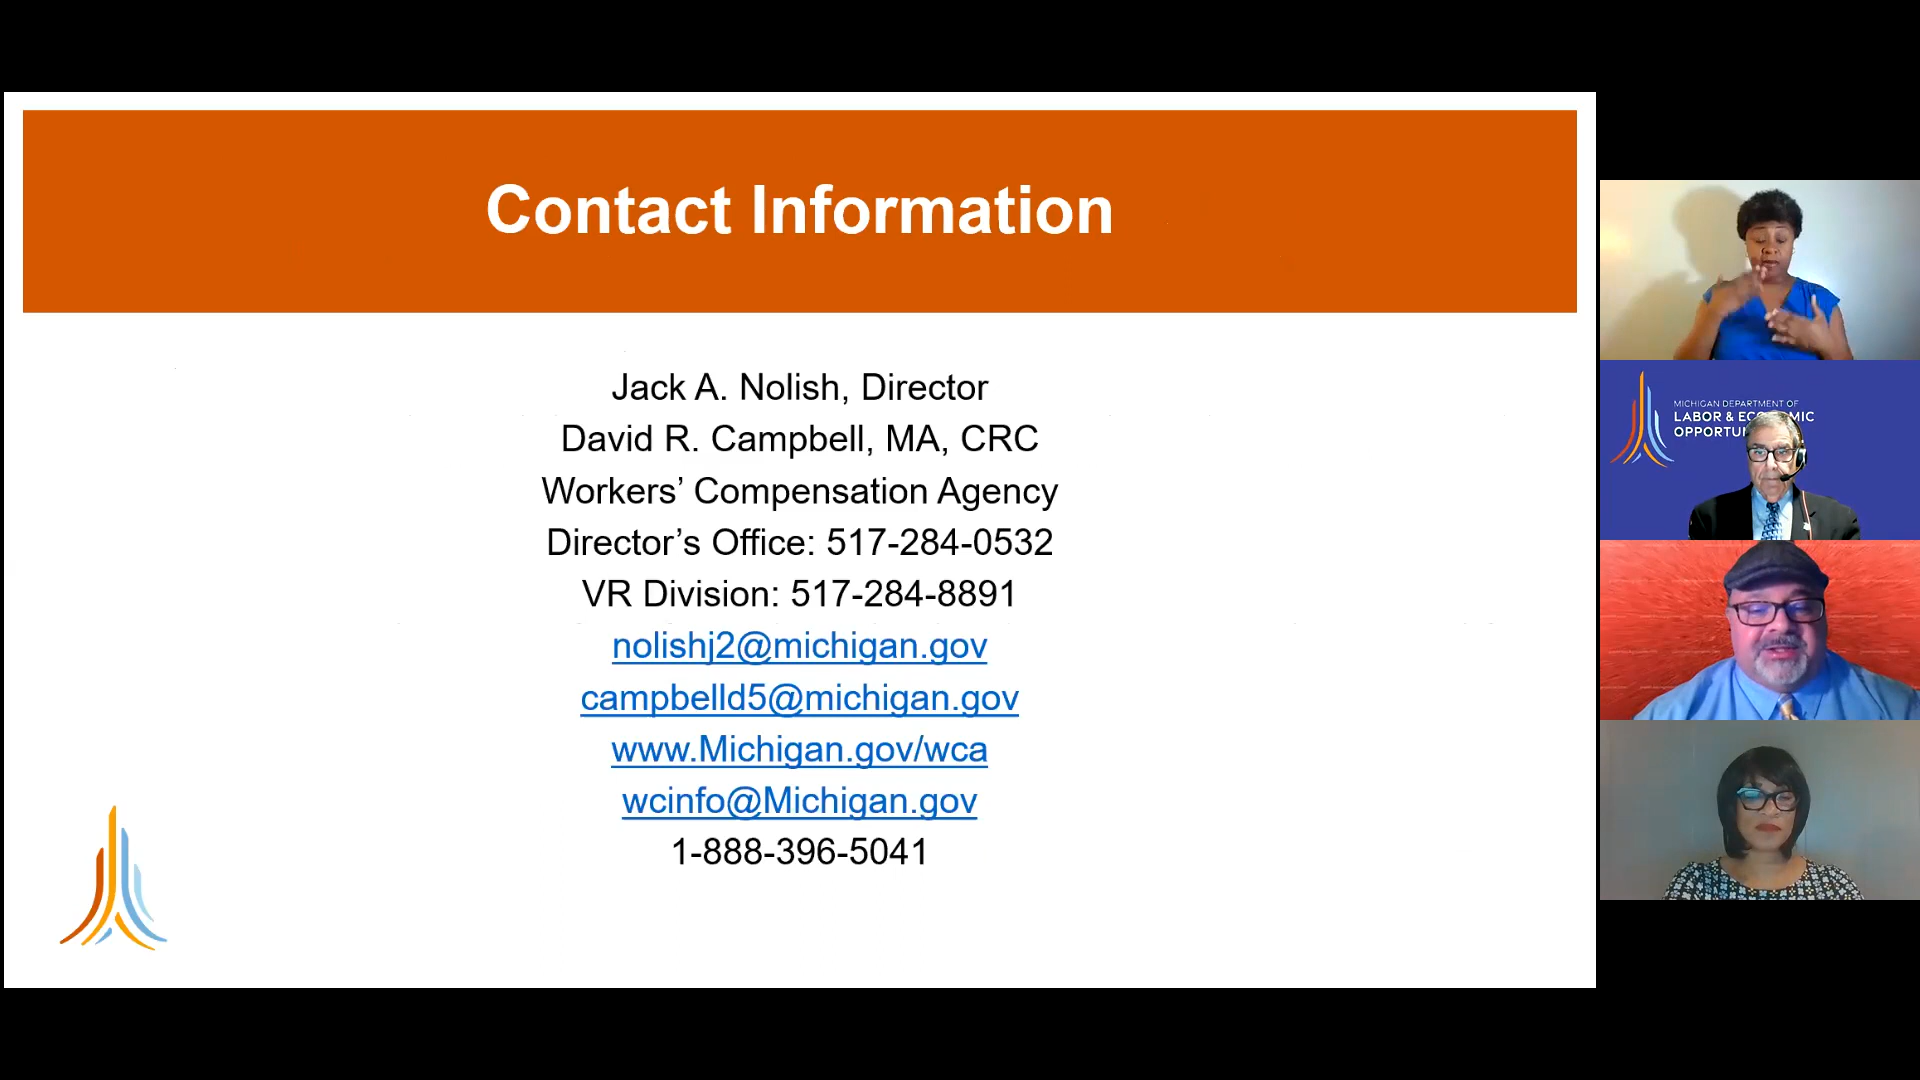 Contact Information
Jack A. Nolish, Director
David R. Campbell, MA, CRC
Workers’ Compensation Agency
Director’s Office: 517-284-0532
VR Division: 517-284-8891
nolishj2@michigan.gov
campbelld5@michigan.gov
www.Michigan.gov/wca
wcinfo@Michigan.gov
1-888-396-5041
MICHIGAN DEPARTMENT OF
LABOR & ECONOMIC